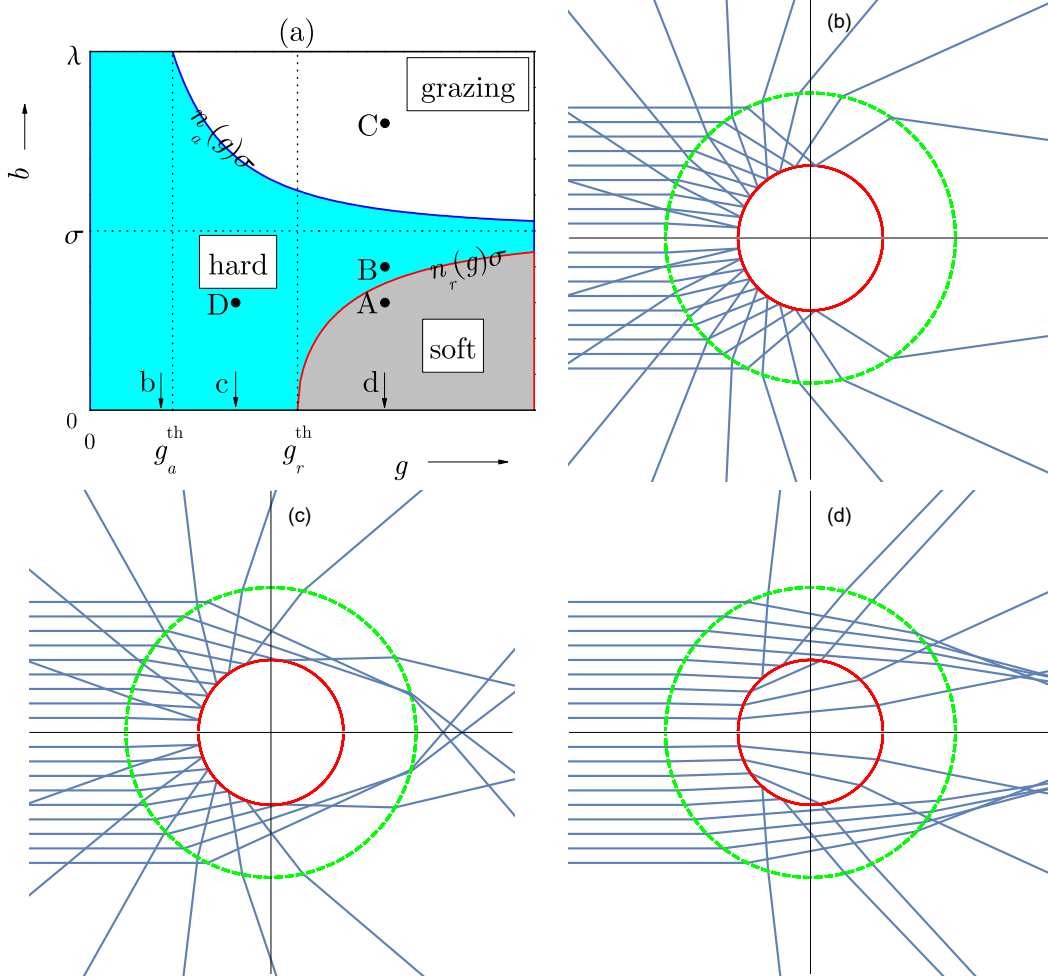 (a)
λ
grazing
C
n_a(g)σ
b
σ
hard
B
n_r(g)σ
D
A
soft
b
c
d
0
0
g_a^th
g_r^th
g
(b)
(c)
(d)